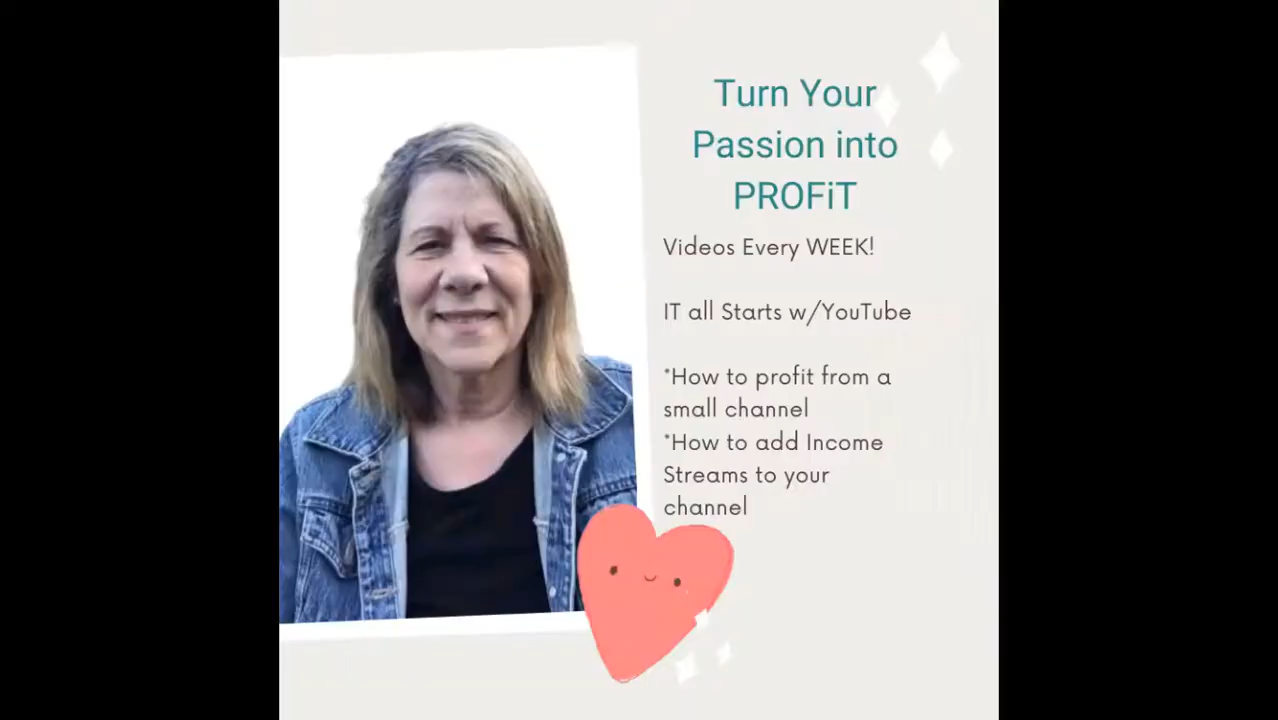 Turn Your
Passion into
PROFiT
Videos Every WEEK!
IT all Starts w/YouTube
*How to profit from a
small channel
*How to add Income
Streams to your
channel